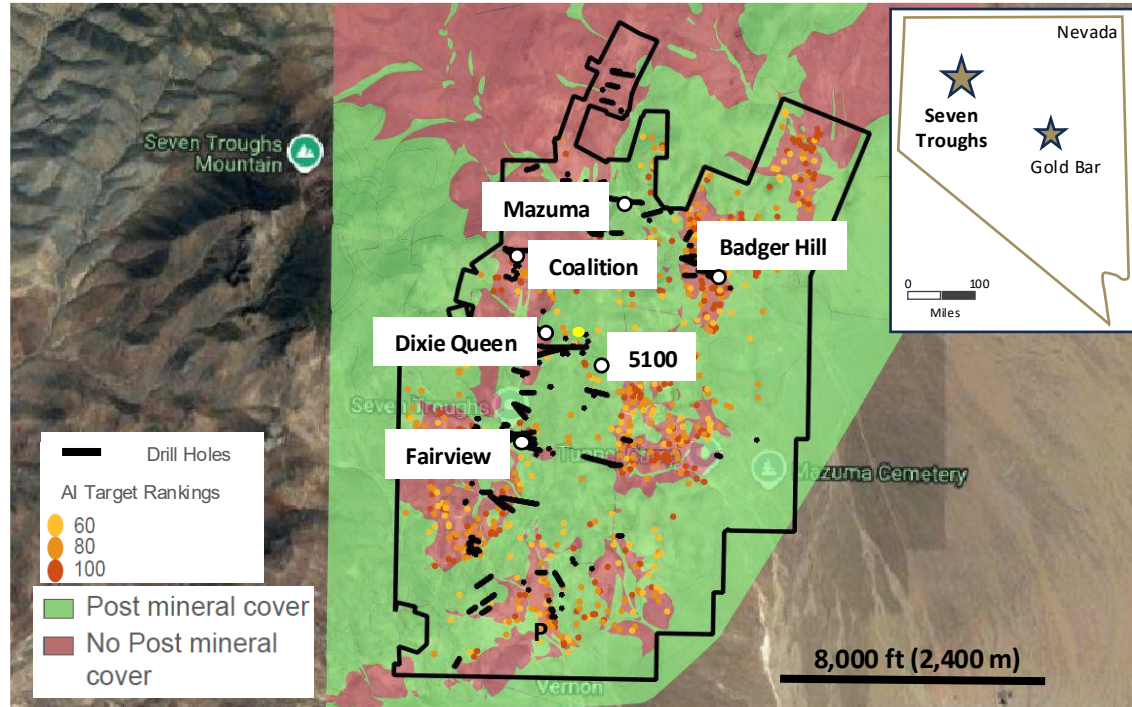 Nevada
Seven
Troughs
Gold Bar
0 100
Miles
Seven Troughs
Mountain
Mazuma
Badger Hill
Coalition
Dixie Queen
5100
Seven Troughs
Fairview
Mazuma Cemetery
Drill Holes
AI Target Rankings
60
80
100
Post mineral cover
No Post mineral
cover
P
8,000 ft (2,400 m)
Vernon